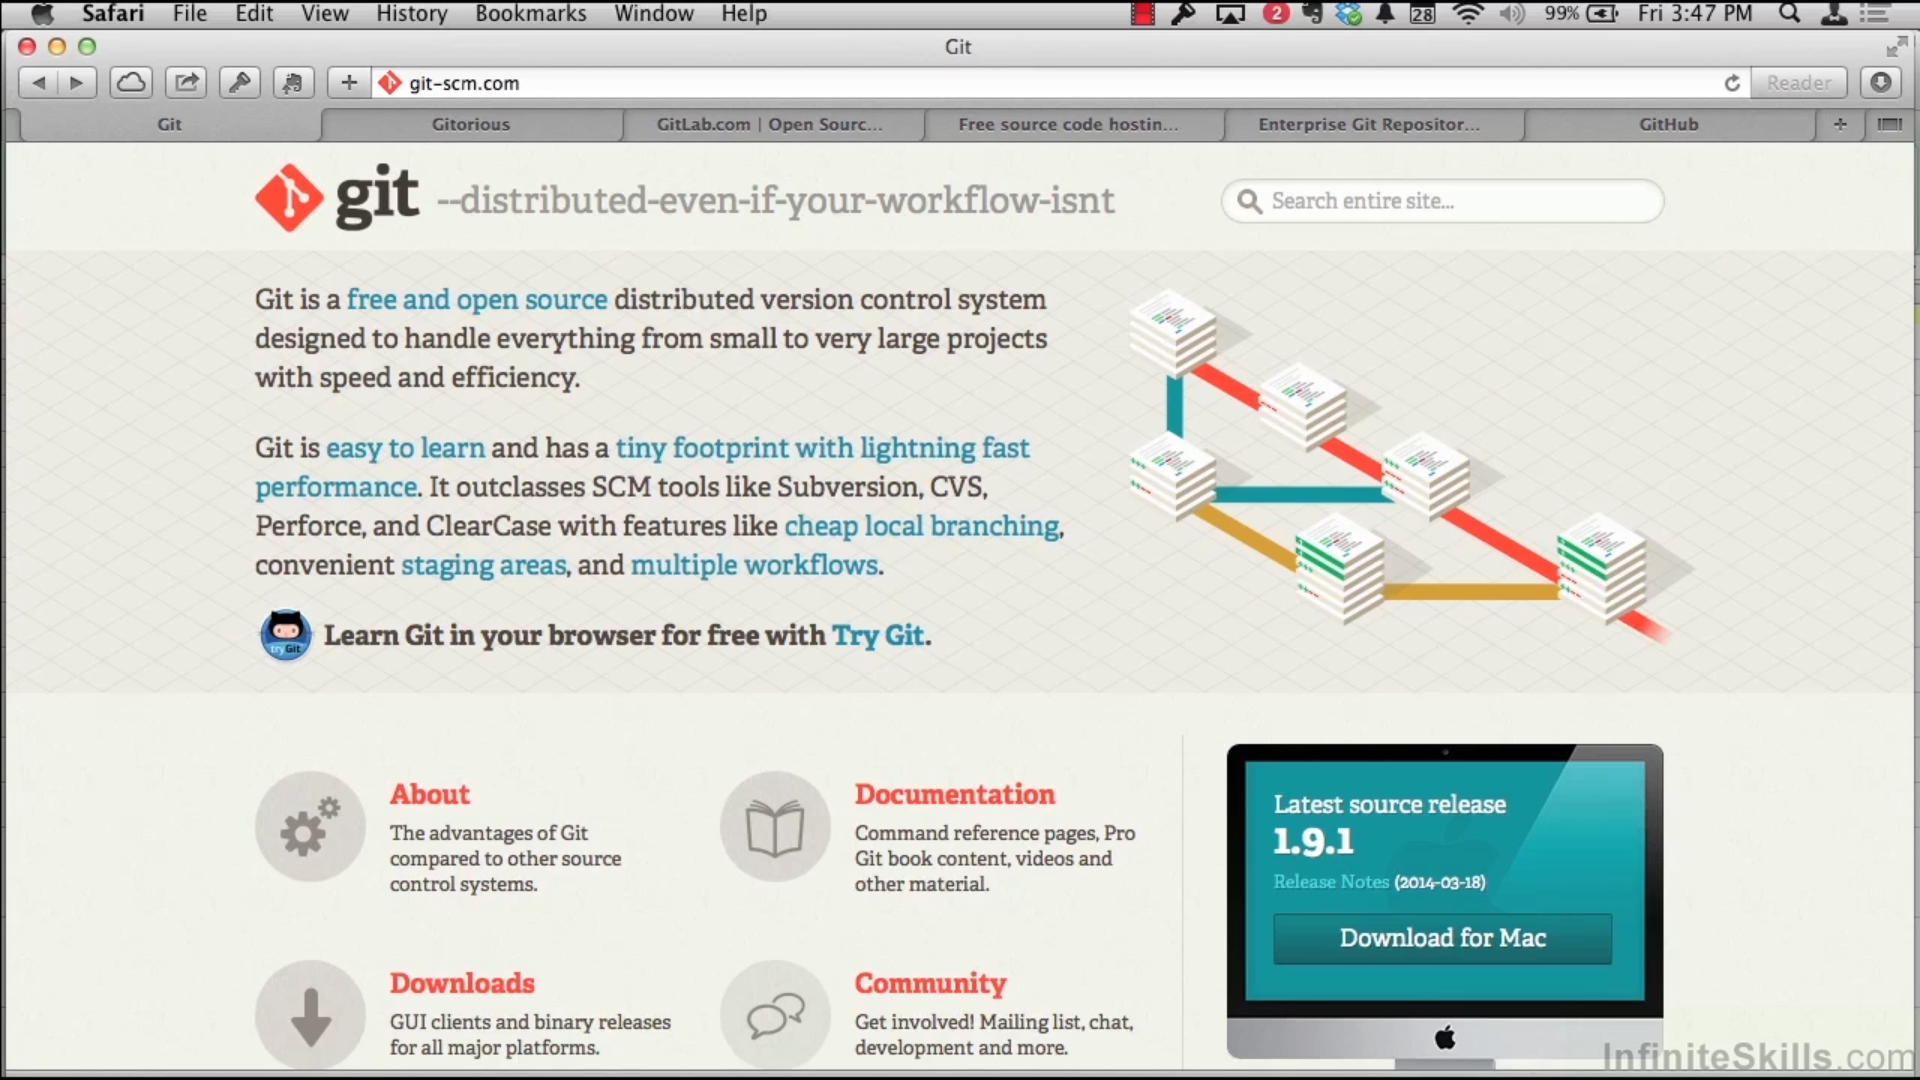 Safari File Edit View History Bookmarks Window Help 2 28 99% Fri 3:47 PM
Git
git-scm.com Reader
Git Gitorious GitLab.com | Open Sourc... Free source code hostin... Enterprise Git Repositor... GitHub
git --distributed-even-if-your-workflow-isnt
Search entire site...
Git is a free and open source distributed version control system
designed to handle everything from small to very large projects
with speed and efficiency.
Git is easy to learn and has a tiny footprint with lightning fast
performance. It outclasses SCM tools like Subversion, CVS,
Perforce, and ClearCase with features like cheap local branching,
convenient staging areas, and multiple workflows.
try Git
Learn Git in your browser for free with Try Git.
About
The advantages of Git
compared to other source
control systems.
Documentation
Command reference pages, Pro
Git book content, videos and
other material.
Downloads
GUI clients and binary releases
for all major platforms.
Community
Get involved! Mailing list, chat,
development and more.
Latest source release
1.9.1
Release Notes (2014-03-18)
Download for Mac
InfiniteSkills.com